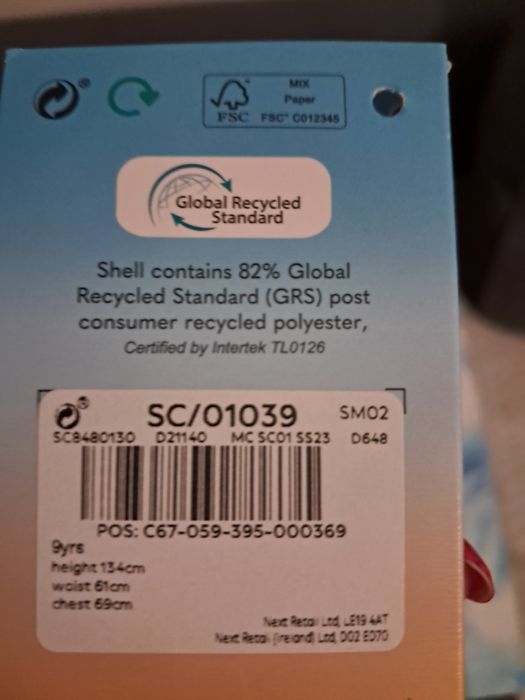 MIX
Paper
FSC FSC® C012345
Global Recycled
Standard
Shell contains 82% Global
Recycled Standard (GRS) post
consumer recycled polyester,
Certified by Intertek TL0126
SC/01039 SM02
SC8480130 D21140 MC SC01 SS23 D648
POS: C67-059-395-000369
9yrs
height 134cm
waist 61cm
chest 69cm
Next Retail Ltd, LE19 4AT
Next Retail (Ireland) Ltd, D02 ED70